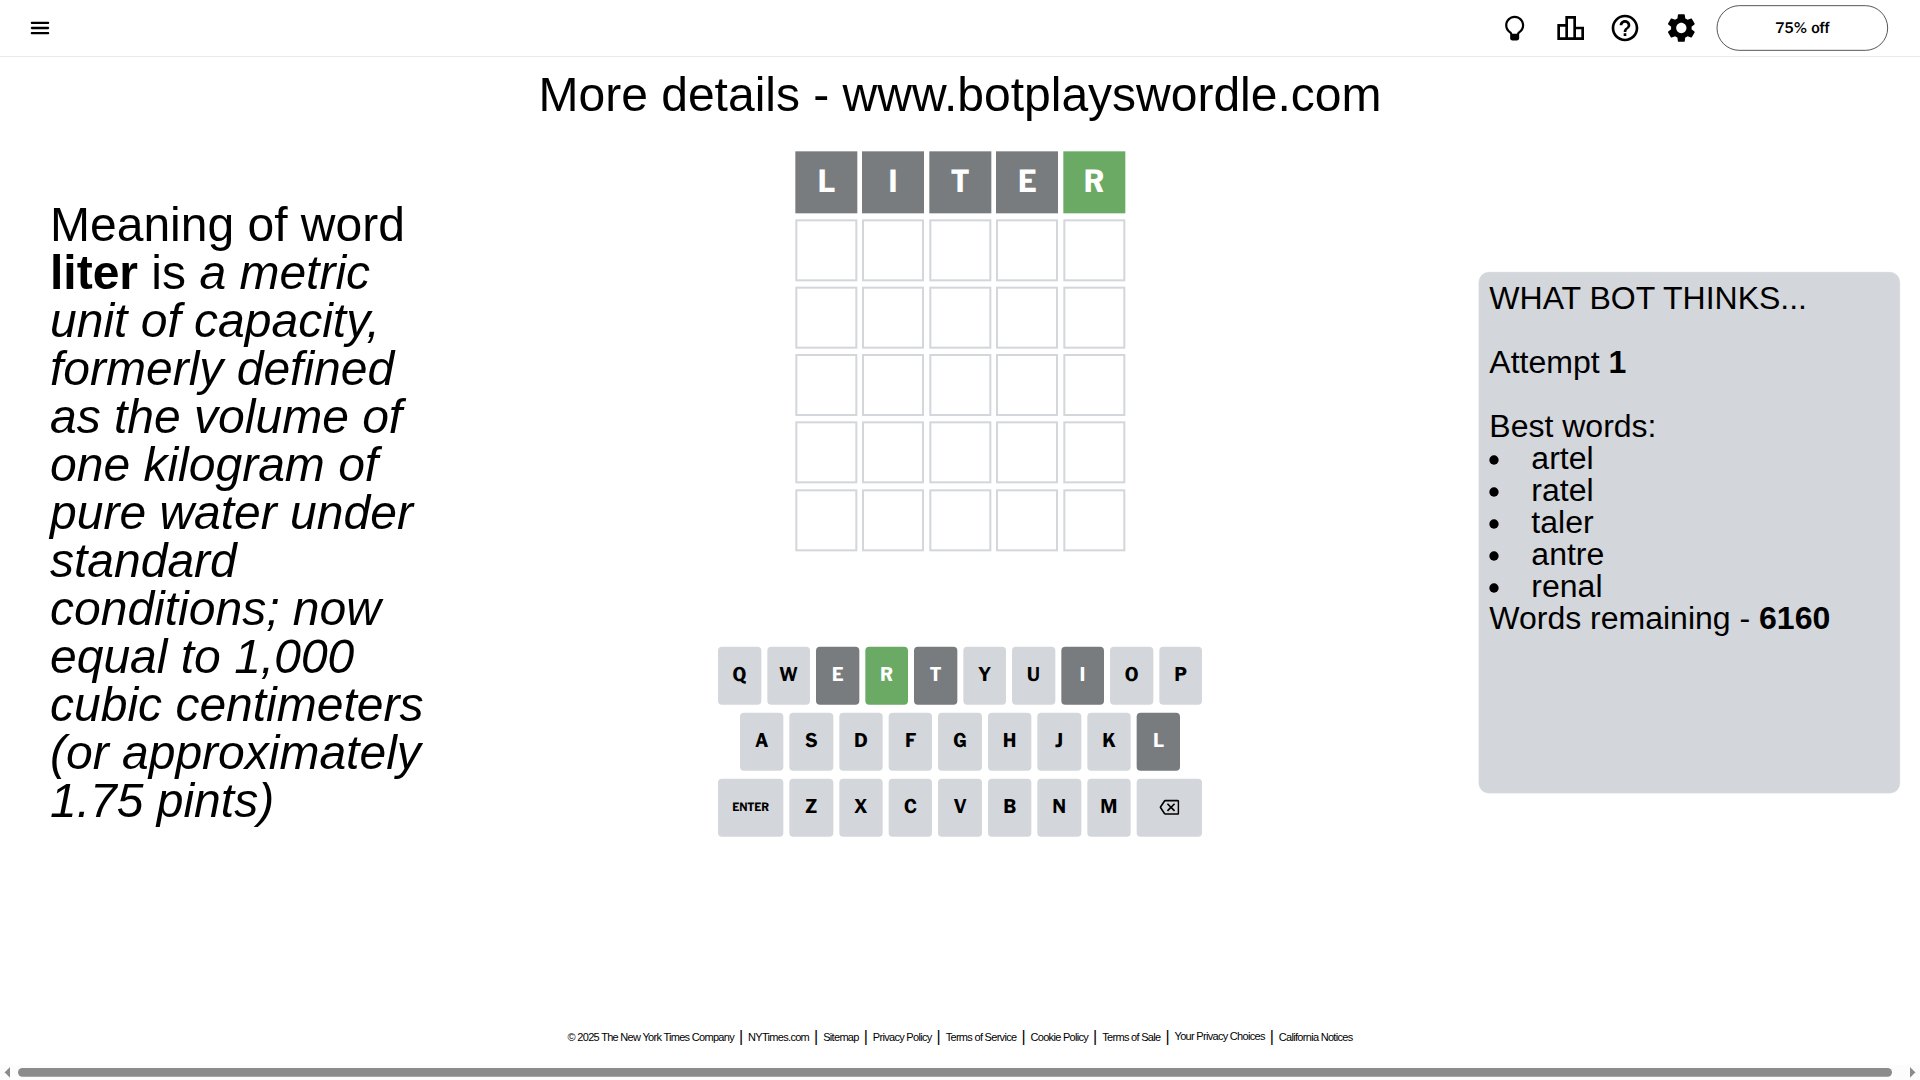 75% off
More details - www.botplayswordle.com
L I T E R
Meaning of word
liter is a metric
unit of capacity,
formerly defined
as the volume of
one kilogram of
pure water under
standard
conditions; now
equal to 1,000
cubic centimeters
(or approximately
1.75 pints)
WHAT BOT THINKS...
Attempt 1
Best words:
• artel
• ratel
• taler
• antre
• renal
Words remaining - 6160
Q W E R T Y U I O P
A S D F G H J K L
ENTER Z X C V B N M
© 2025 The New York Times Company | NYTimes.com | Sitemap | Privacy Policy | Terms of Service | Cookie Policy | Terms of Sale | Your Privacy Choices | California Notices